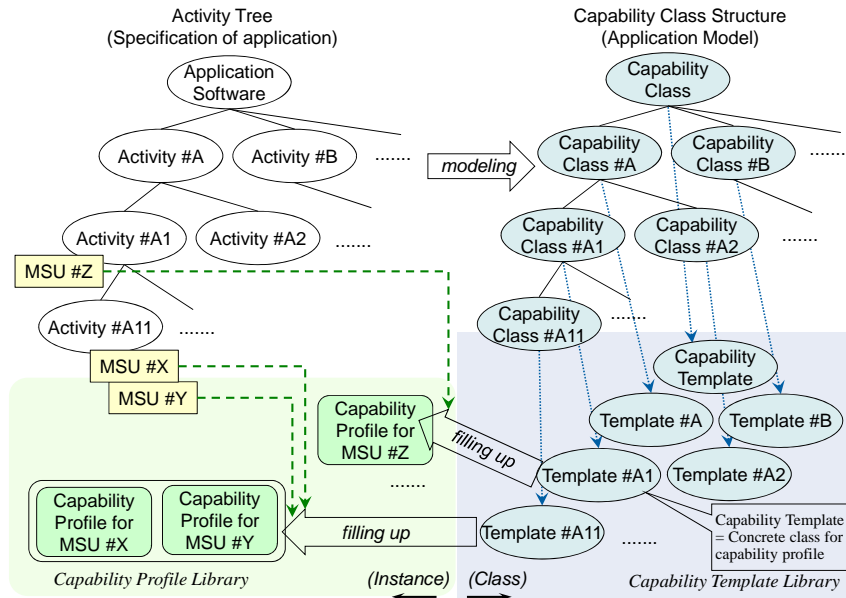 Activity Tree
(Specification of application)
Capability Class Structure
(Application Model)
Application
Software
Capability
Class
Activity #A
Activity #B
.......
modeling
Capability
Class #A
Capability
Class #B
.......
Activity #A1
Activity #A2
.......
Capability
Class #A1
Capability
Class #A2
.......
MSU #Z
Activity #A11
.......
Capability
Class #A11
.......
MSU #X
MSU #Y
Capability
Template
Capability
Profile for
MSU #Z
filling up
Template #A
Template #B
.......
Template #A1
Template #A2
Capability
Profile for
MSU #X
Capability
Profile for
MSU #Y
filling up
Template #A11
.......
Capability Template
= Concrete class for
capability profile
Capability Profile Library
(Instance)
(Class)
Capability Template Library